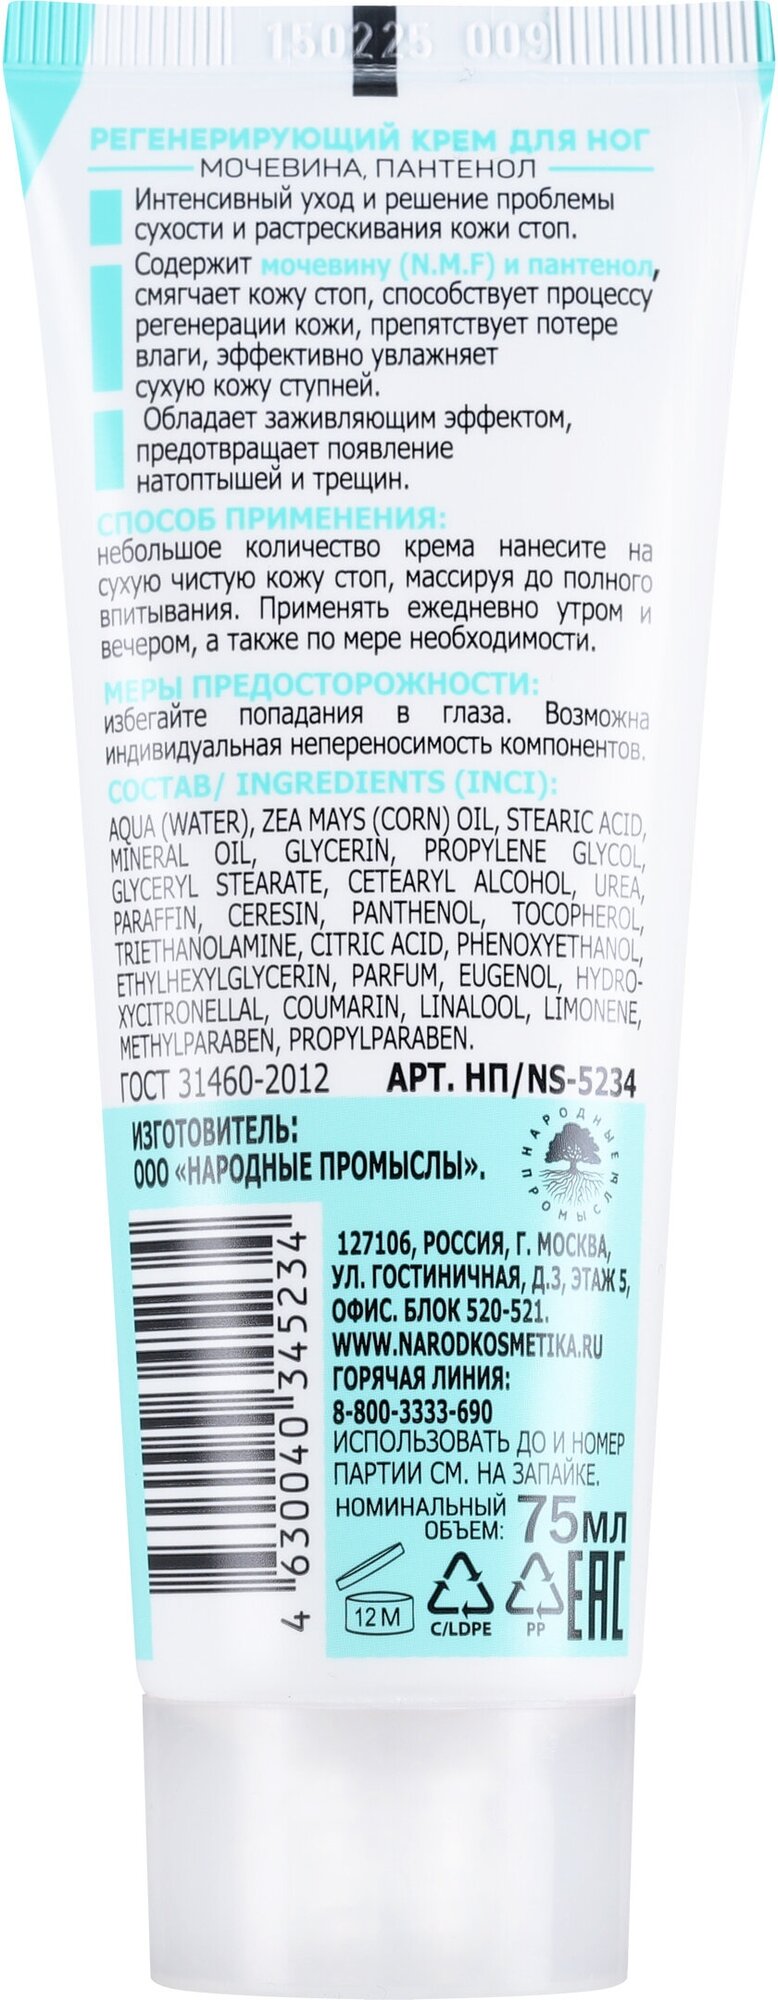 150225 009
РЕГЕНЕРИРУЮЩИЙ КРЕМ ДЛЯ НОГ
МОЧЕВИНА, ПАНТЕНОЛ
Интенсивный уход и решение проблемы
сухости и растрескивания кожи стоп.
Содержит мочевину (N.M.F) и пантенол,
смягчает кожу стоп, способствует процессу
регенерации кожи, препятствует потере
влаги, эффективно увлажняет
сухую кожу ступней.
Обладает заживляющим эффектом,
предотвращает появление
натоптышей и трещин.
СПОСОБ ПРИМЕНЕНИЯ:
небольшое количество крема нанесите на
сухую чистую кожу стоп, массируя до полного
впитывания. Применять ежедневно утром и
вечером, а также по мере необходимости.
МЕРЫ ПРЕДОСТОРОЖНОСТИ:
избегайте попадания в глаза. Возможна
индивидуальная непереносимость компонентов.
СОСТАВ/ INGREDIENTS (INCI):
AQUA (WATER), ZEA MAYS (CORN) OIL, STEARIC ACID,
MINERAL OIL, GLYCERIN, PROPYLENE GLYCOL,
GLYCERYL STEARATE, CETEARYL ALCOHOL, UREA,
PARAFFIN, CERESIN, PANTHENOL, TOCOPHEROL,
TRIETHANOLAMINE, CITRIC ACID, PHENOXYETHANOL,
ETHYLHEXYLGLYCERIN, PARFUM, EUGENOL, HYDRO-
XYCITRONELLAL, COUMARIN, LINALOOL, LIMONENE,
METHYLPARABEN, PROPYLPARABEN.
ГОСТ 31460-2012 АРТ. НП/NS-5234
ИЗГОТОВИТЕЛЬ:
ООО «НАРОДНЫЕ ПРОМЫСЛЫ».
НАРОДНЫЕ ПРОМЫСЛЫ
127106, РОССИЯ, Г. МОСКВА,
УЛ. ГОСТИНИЧНАЯ, Д.3, ЭТАЖ 5,
ОФИС. БЛОК 520-521.
WWW.NARODKOSMETIKA.RU
ГОРЯЧАЯ ЛИНИЯ:
8-800-3333-690
ИСПОЛЬЗОВАТЬ ДО И НОМЕР
ПАРТИИ СМ. НА ЗАПАЙКЕ.
НОМИНАЛЬНЫЙ
ОБЪЕМ: 75МЛ
4 630040 345234
12 M
C/LDPE
PP
EAC